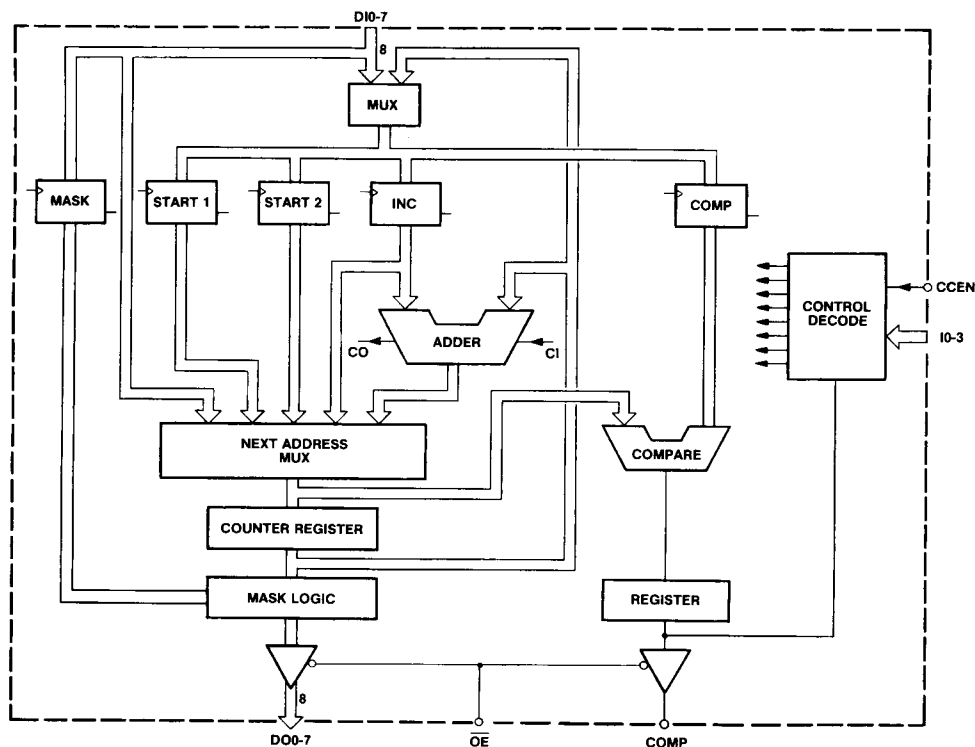 DI0-7
8
MUX
MASK
START 1
START 2
INC
COMP
CONTROL
DECODE
CCEN
I0-3
ADDER
CO
CI
NEXT ADDRESS
MUX
COMPARE
COUNTER REGISTER
MASK LOGIC
REGISTER
8
DO0-7
OE
COMP